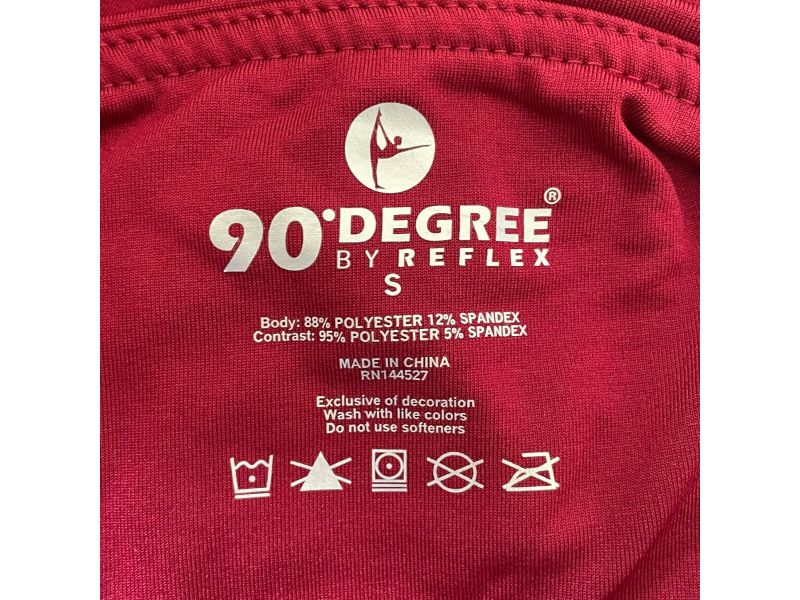 90°DEGREE®
BY REFLEX
S
Body: 88% POLYESTER 12% SPANDEX
Contrast: 95% POLYESTER 5% SPANDEX
MADE IN CHINA
RN144527
Exclusive of decoration
Wash with like colors
Do not use softeners